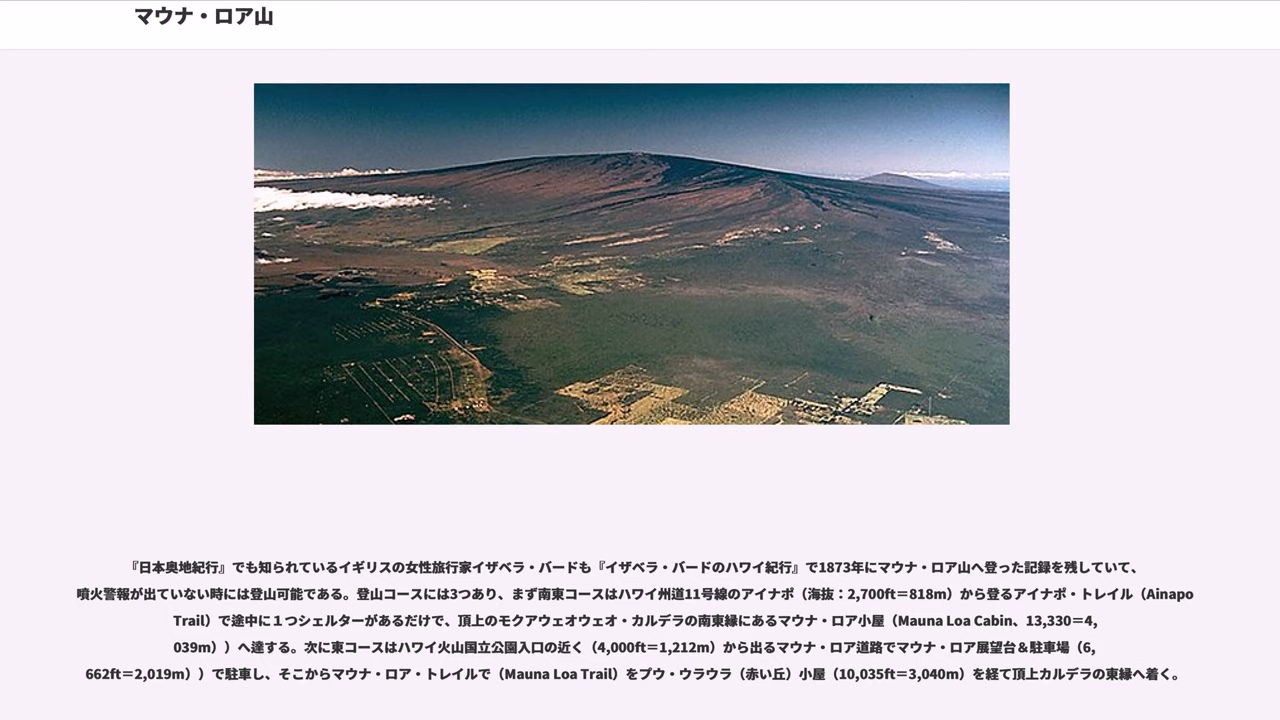 マウナ・ロア山
『日本奥地紀行』でも知られているイギリスの女性旅行家イザベラ・バードも『イザベラ・バードのハワイ紀行』で1873年にマウナ・ロア山へ登った記録を残していて、
噴火警報が出ていない時には登山可能である。登山コースには3つあり、まず南東コースはハワイ州道11号線のアイナポ（海抜：2,700ft＝818m）から登るアイナポ・トレイル（Ainapo
Trail）で途中に１つシェルターがあるだけで、頂上のモクアウェオウェオ・カルデラの南東縁にあるマウナ・ロア小屋（Mauna Loa Cabin、13,330＝4,
039m））へ達する。次に東コースはハワイ火山国立公園入口の近く（4,000ft＝1,212m）から出るマウナ・ロア道路でマウナ・ロア展望台＆駐車場（6,
662ft＝2,019m））で駐車し、そこからマウナ・ロア・トレイルで（Mauna Loa Trail）をプウ・ウラウラ（赤い丘）小屋（10,035ft＝3,040m）を経て頂上カルデラの東縁へ着く。